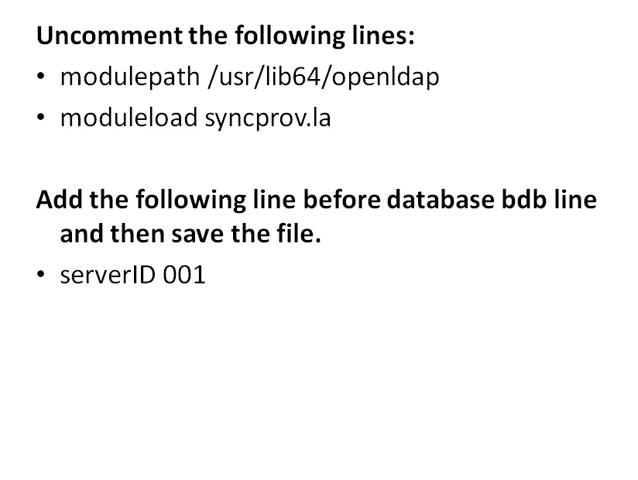 Uncomment the following lines:
• modulepath /usr/lib64/openldap
• moduleload syncprov.la
Add the following line before database bdb line
and then save the file.
• serverID 001